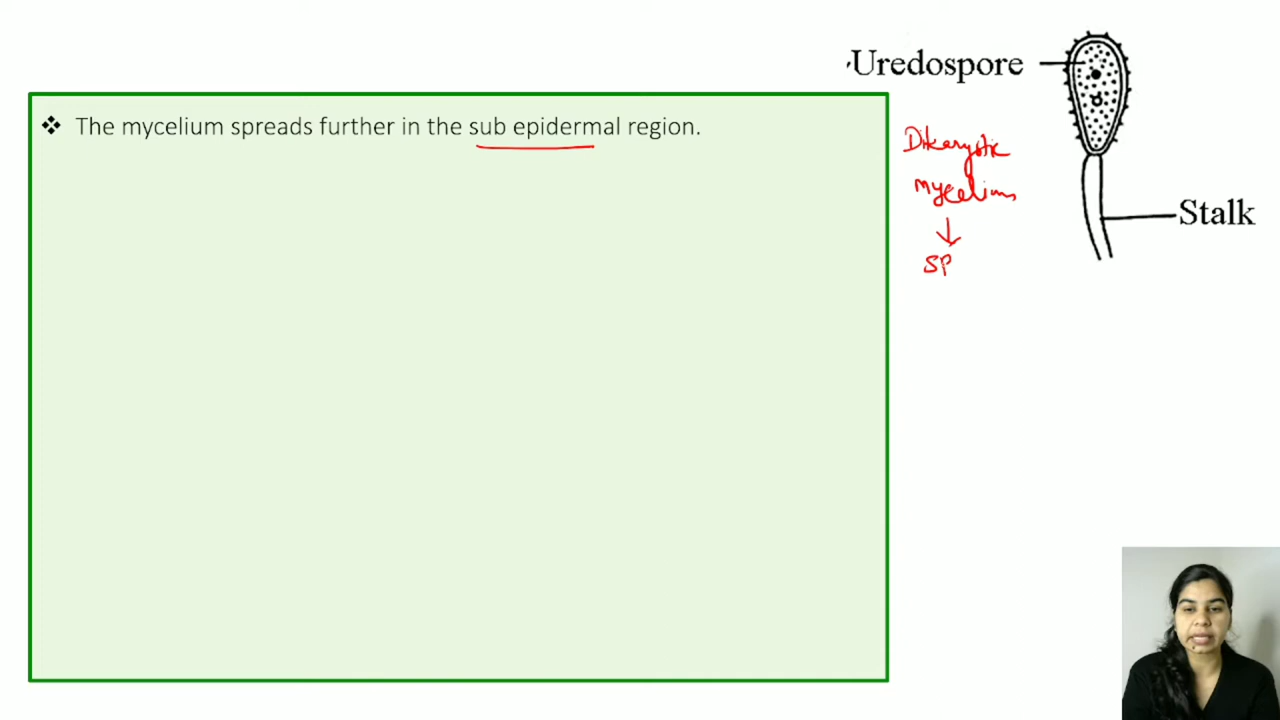 Uredospore
❖ The mycelium spreads further in the sub epidermal region.
Dikaryotic
mycelium
↓
SP
Stalk